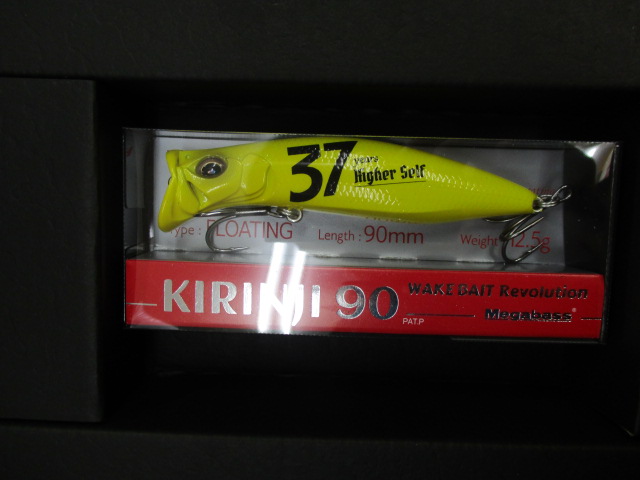 37 years
Higher Self
Type : FLOATING Length : 90mm Weight 12.5g
KIRINJI 90 WAKE BAIT Revolution
PAT.P Megabass